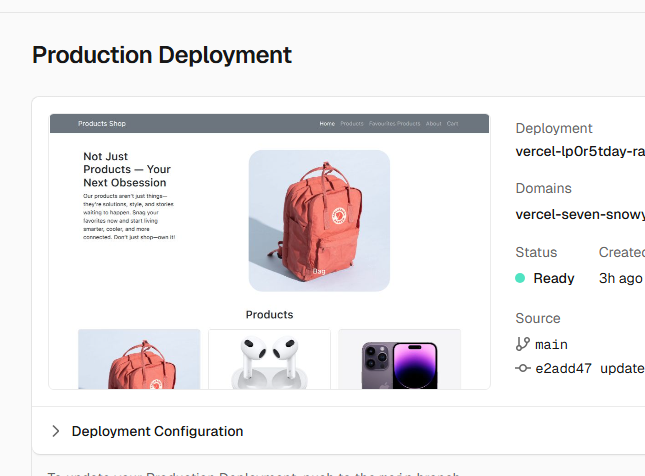 Production Deployment
Products Shop
Home Products Favourites Products About Cart
Not Just
Products — Your
Next Obsession
Our products aren't just things—
they're solutions, style, and stories
waiting to happen. Snag your
favorites now and start living
smarter, cooler, and more
connected. Don't just shop—own it!
Bag
Products
Deployment
vercel-lp0r5tday-ra
Domains
vercel-seven-snowy
Status
Created
Ready
3h ago
Source
main
e2add47 update
Deployment Configuration
To update your Production Deployment, push to the main branch.